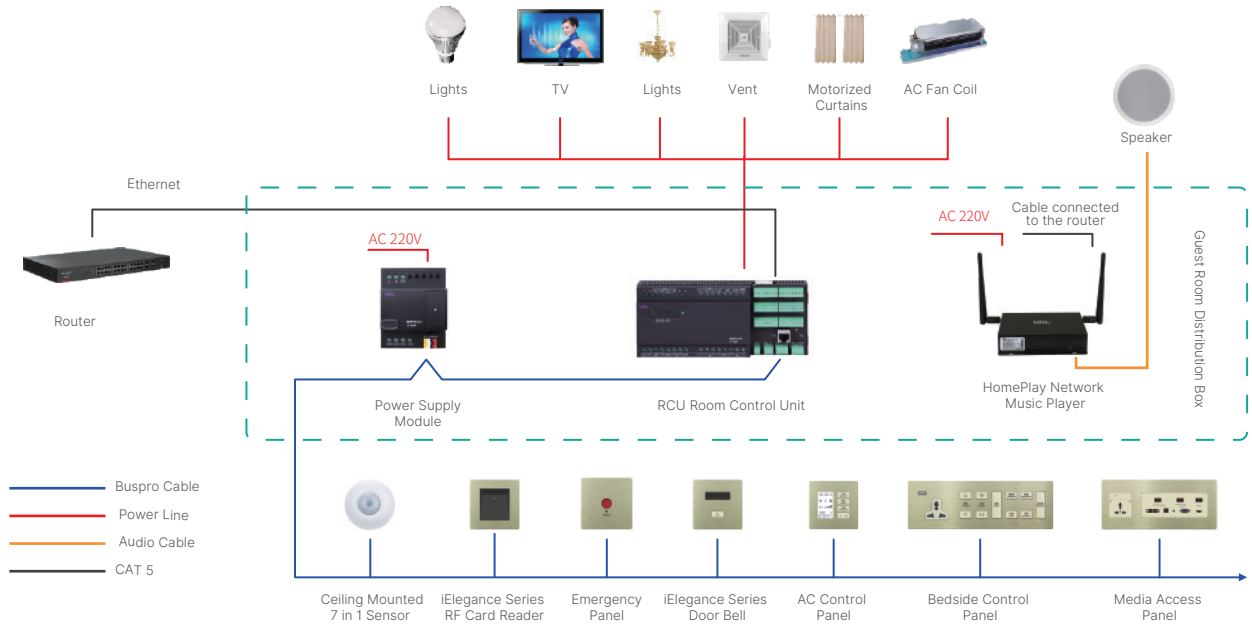 Lights
TV
Lights
Vent
Motorized
Curtains
AC Fan Coil
Speaker
Ethernet
Router
AC 220V
AC 220V
Cable connected
to the router
Guest Room Distribution Box
Power Supply
Module
RCU Room Control Unit
HomePlay Network
Music Player
Buspro Cable
Power Line
Audio Cable
CAT 5
Ceiling Mounted
7 in 1 Sensor
iElegance Series
RF Card Reader
Emergency
Panel
iElegance Series
Door Bell
AC Control
Panel
Bedside Control
Panel
Media Access
Panel